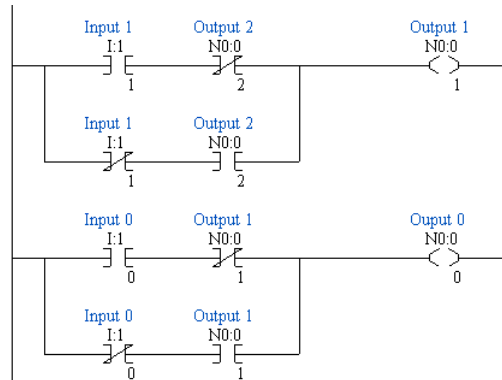 Input 1 Output 2 Output 1
I:1 N0:0 N0:0
1 2 1
Input 1 Output 2
I:1 N0:0
1 2
Input 0 Output 1 Ouput 0
I:1 N0:0 N0:0
0 1 0
Input 0 Output 1
I:1 N0:0
0 1